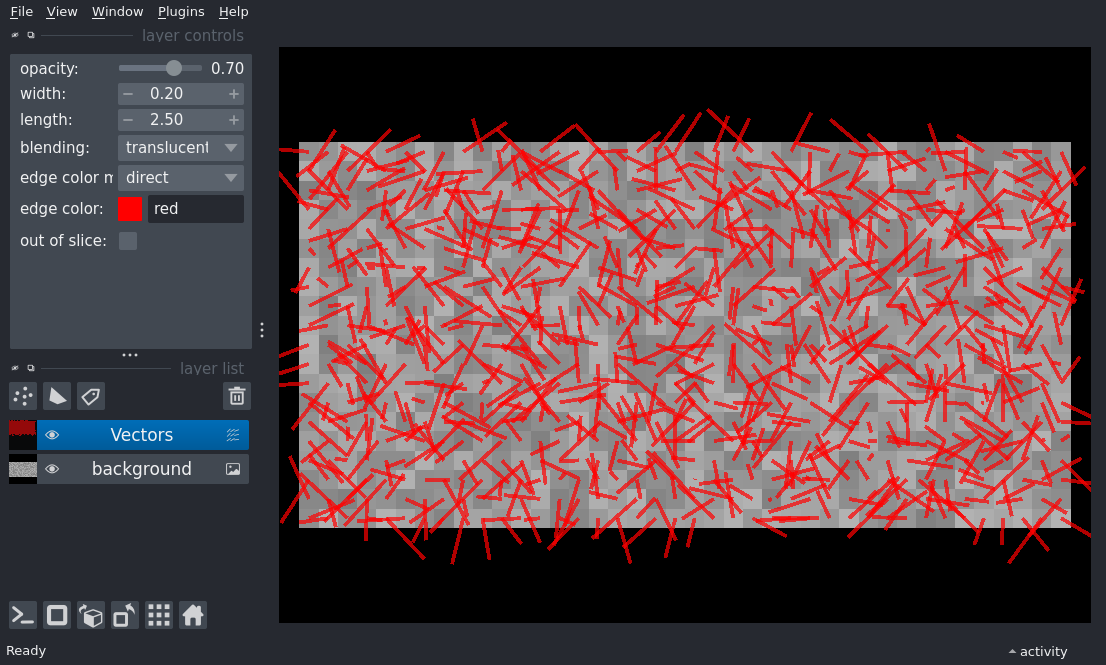 File View Window Plugins Help
layer controls
opacity: 0.70
width: − 0.20 +
length: − 2.50 +
blending: translucent
edge color m direct
edge color: red
out of slice:
layer list
Vectors
background
Ready
activity